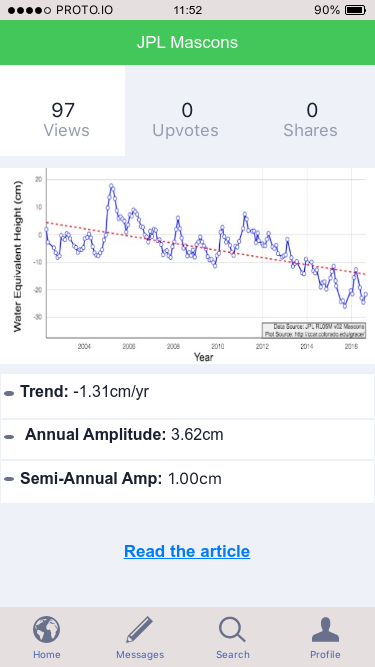 PROTO.IO 11:52 90%
JPL Mascons
97 0 0
Views Upvotes Shares
Water Equivalent Height (cm)
20
10
0
-10
-20
-30
Data Source: JPL RL05M v02 Mascons
Plot Source: http://ccar.colorado.edu/grace/
2004 2006 2008 2010 2012 2014 2016
Year
Trend: -1.31cm/yr
Annual Amplitude: 3.62cm
Semi-Annual Amp: 1.00cm
Read the article
Home Messages Search Profile